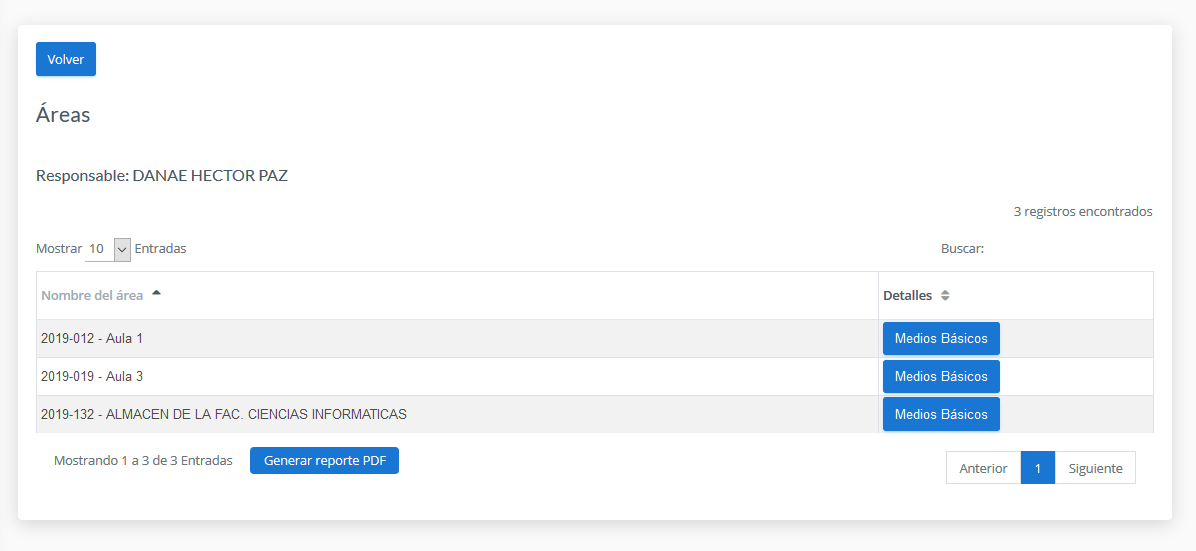 Volver
Áreas
Responsable: DANAE HECTOR PAZ
3 registros encontrados
Mostrar 10 Entradas
Buscar:
Nombre del área Detalles
2019-012 - Aula 1 Medios Básicos
2019-019 - Aula 3 Medios Básicos
2019-132 - ALMACEN DE LA FAC. CIENCIAS INFORMATICAS Medios Básicos
Mostrando 1 a 3 de 3 Entradas Generar reporte PDF
Anterior 1 Siguiente